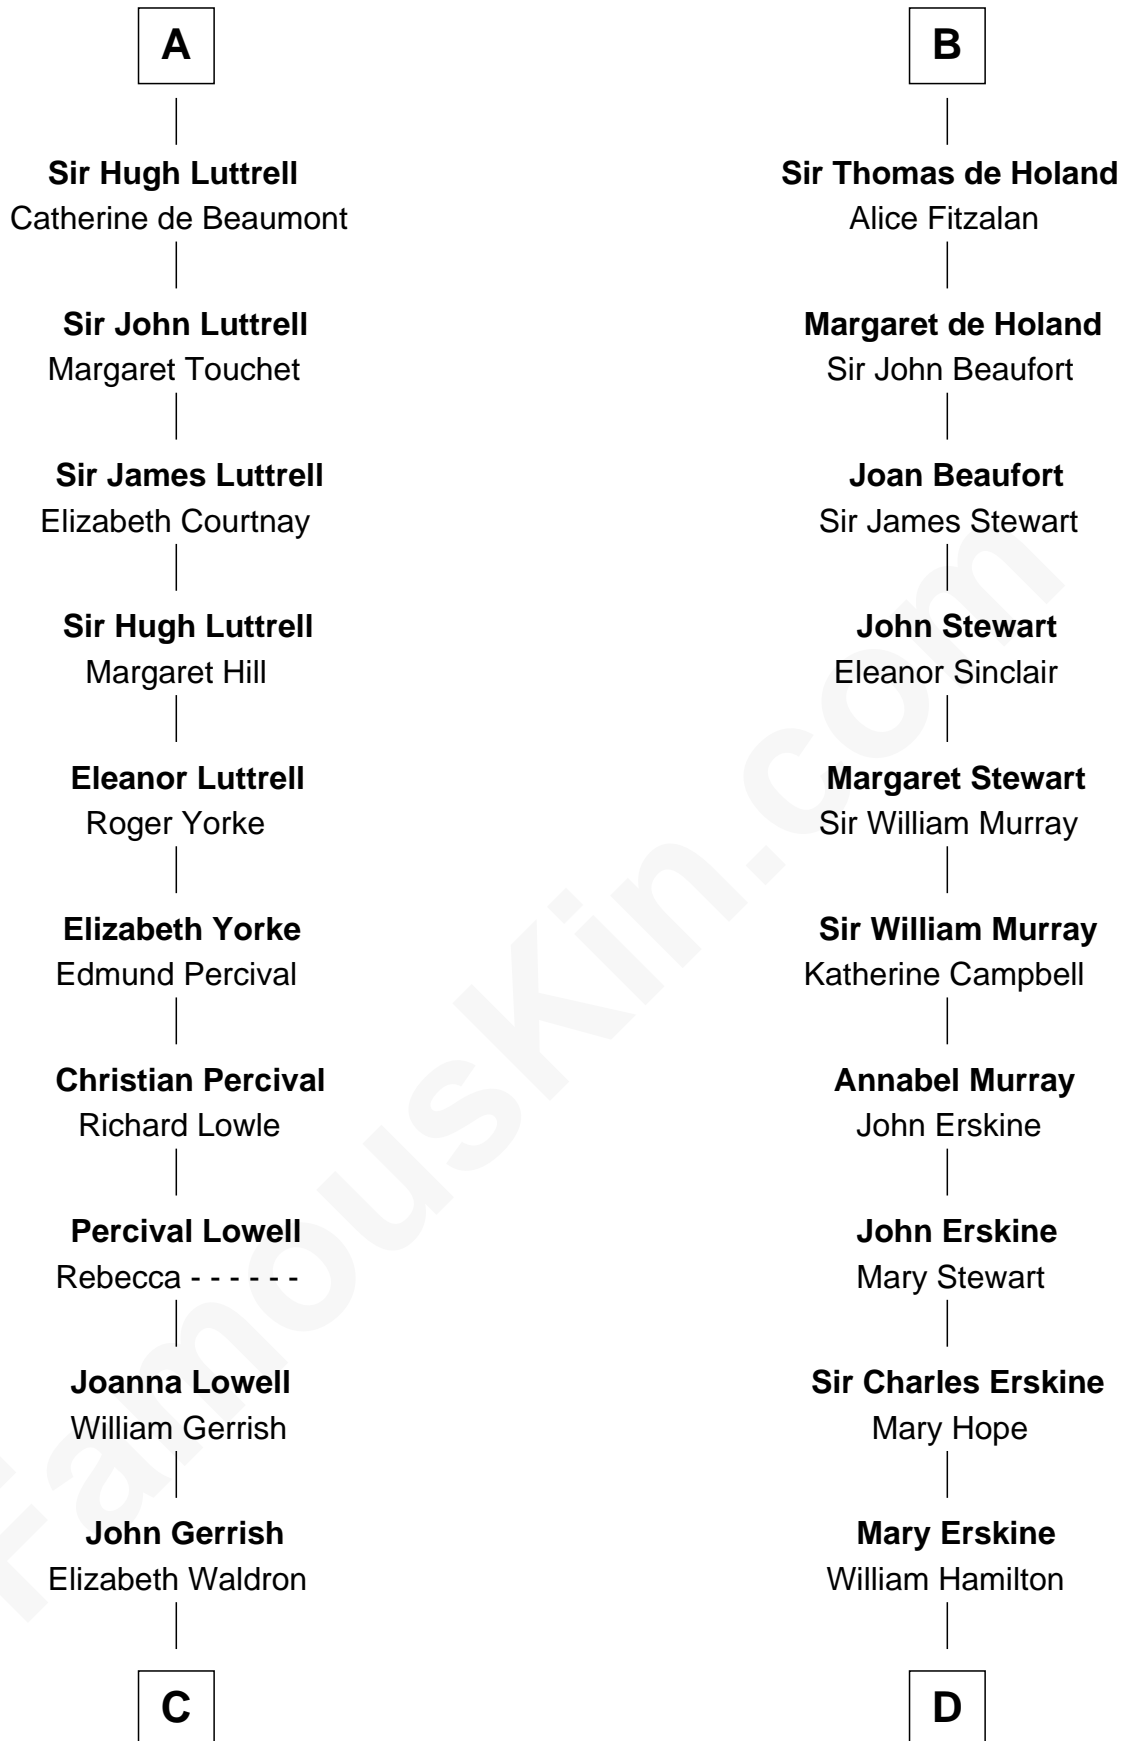 A
Sir Hugh Luttrell
Catherine de Beaumont
Sir John Luttrell
Margaret Touchet
Sir James Luttrell
Elizabeth Courtnay
Sir Hugh Luttrell
Margaret Hill
Eleanor Luttrell
Roger Yorke
Elizabeth Yorke
Edmund Percival
Christian Percival
Richard Lowle
Percival Lowell
Rebecca - - - - - -
Joanna Lowell
William Gerrish
John Gerrish
Elizabeth Waldron
C
B
Sir Thomas de Holand
Alice Fitzalan
Margaret de Holand
Sir John Beaufort
Joan Beaufort
Sir James Stewart
John Stewart
Eleanor Sinclair
Margaret Stewart
Sir William Murray
Sir William Murray
Katherine Campbell
Annabel Murray
John Erskine
John Erskine
Mary Stewart
Sir Charles Erskine
Mary Hope
Mary Erskine
William Hamilton
D
FamousKin.com